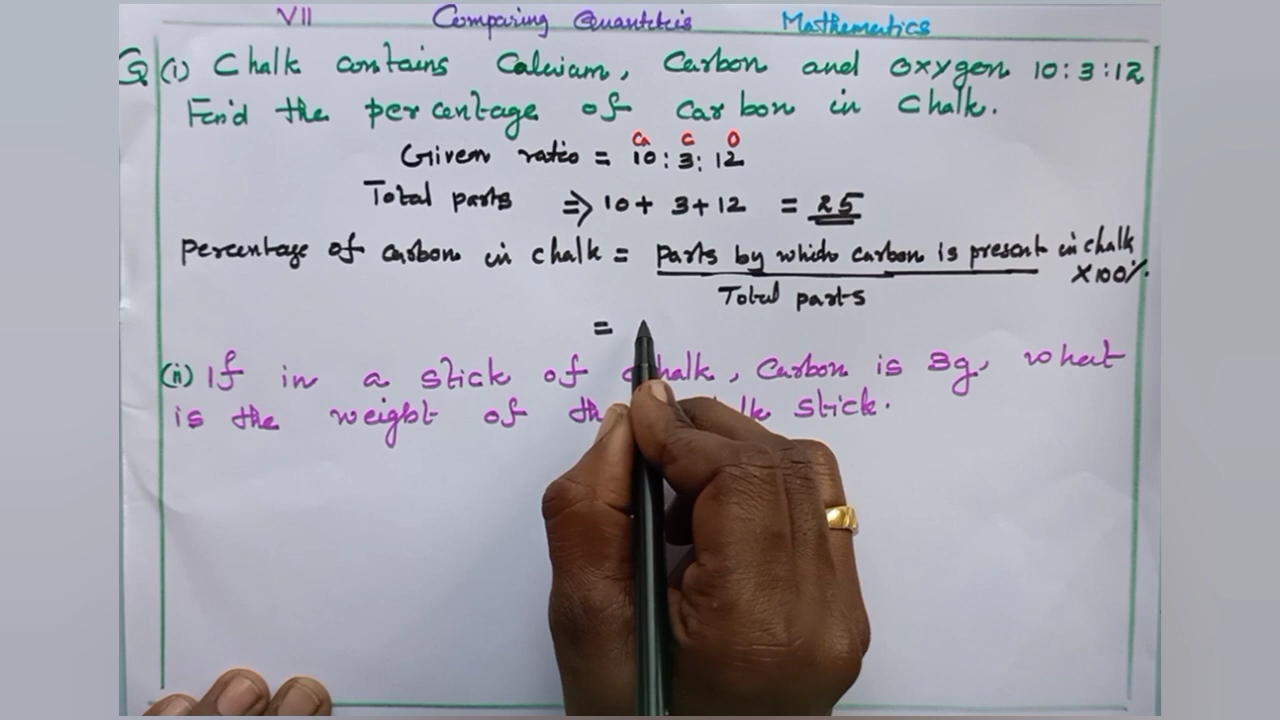 VII Comparing Quantiteis Mathematics
Q (i) Chalk contains Calcium, Carbon and oxygen 10:3:12
Find the percentage of carbon in chalk.
Ca C O
Given ratio = 10:3:12
Total parts ⇒ 10+ 3+12 = 25
Percentage of carbon in chalk = parts by which carbon is present in chalk
X100%.
Total parts
=
(ii) If in a stick of chalk, Carbon is 3g, what
is the weight of the stick.